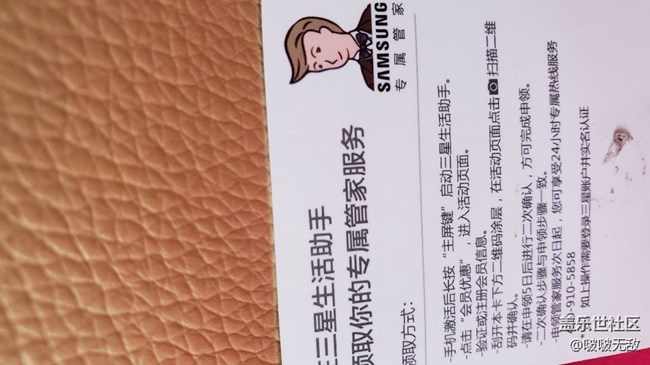 SAMSUNG
专属管家
三星生活助手
领取你的专属管家服务
领取方式：
-手机激活后长按“主屏键”启动三星生活助手。
-点击“会员优惠”，进入活动页面。
-验证或注册会员信息。
-刮开本卡下方二维码涂层，在活动页面点击 扫描二维
码并确认。
-请在申领5日后进行二次确认，方可完成申领。
-二次确认步骤与申领步骤一致。
-申领管家服务次日起，您可享受24小时专属热线服务
910-5858
如上操作需要登录三星账户并实名认证
盖乐世社区
@啵啵无敌